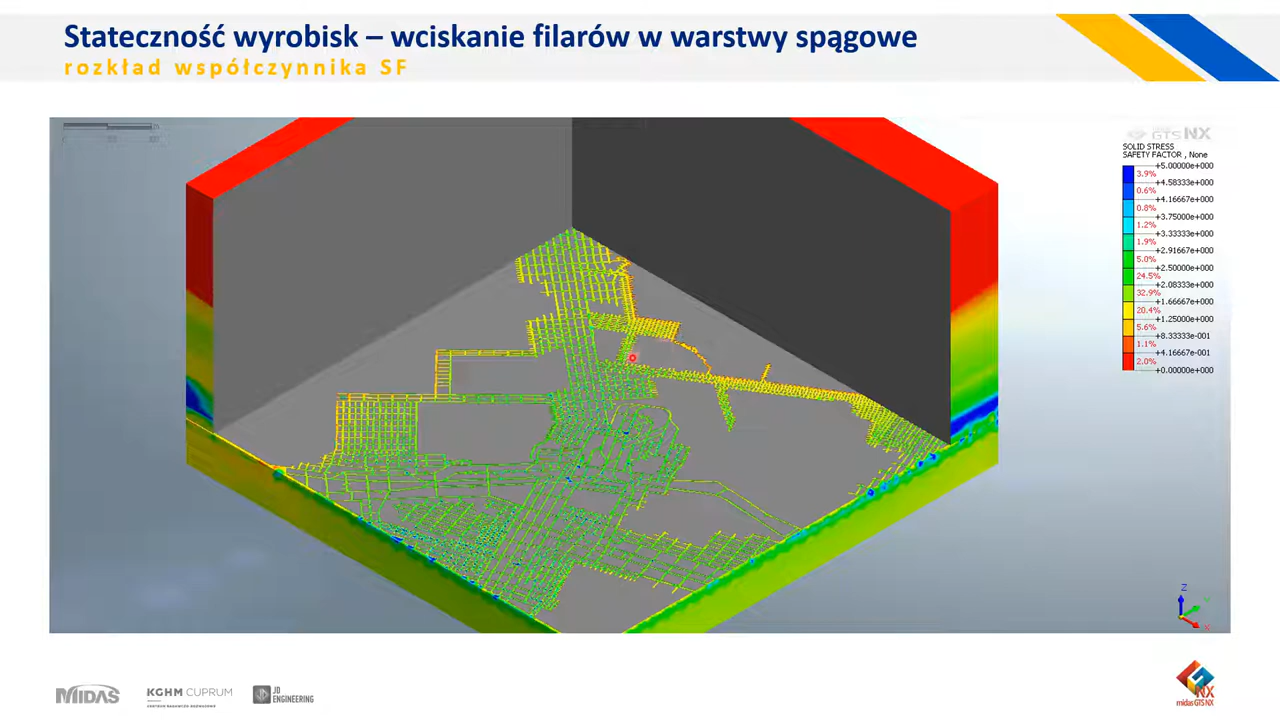 Stateczność wyrobisk – wciskanie filarów w warstwy spągowe
rozkład współczynnika SF
GTS NX
SOLID STRESS
SAFETY FACTOR , None
+5.00000e+000
3.9%
+4.58333e+000
0.6%
+4.16667e+000
0.8%
+3.75000e+000
1.2%
+3.33333e+000
1.9%
+2.91667e+000
5.0%
+2.50000e+000
24.5%
+2.08333e+000
32.9%
+1.66667e+000
20.4%
+1.25000e+000
5.6%
+8.33333e-001
1.1%
+4.16667e-001
2.0%
+0.00000e+000
Z
Y
X
MIDAS
KGHM CUPRUM
JD
ENGINEERING
NX
midas GTS NX